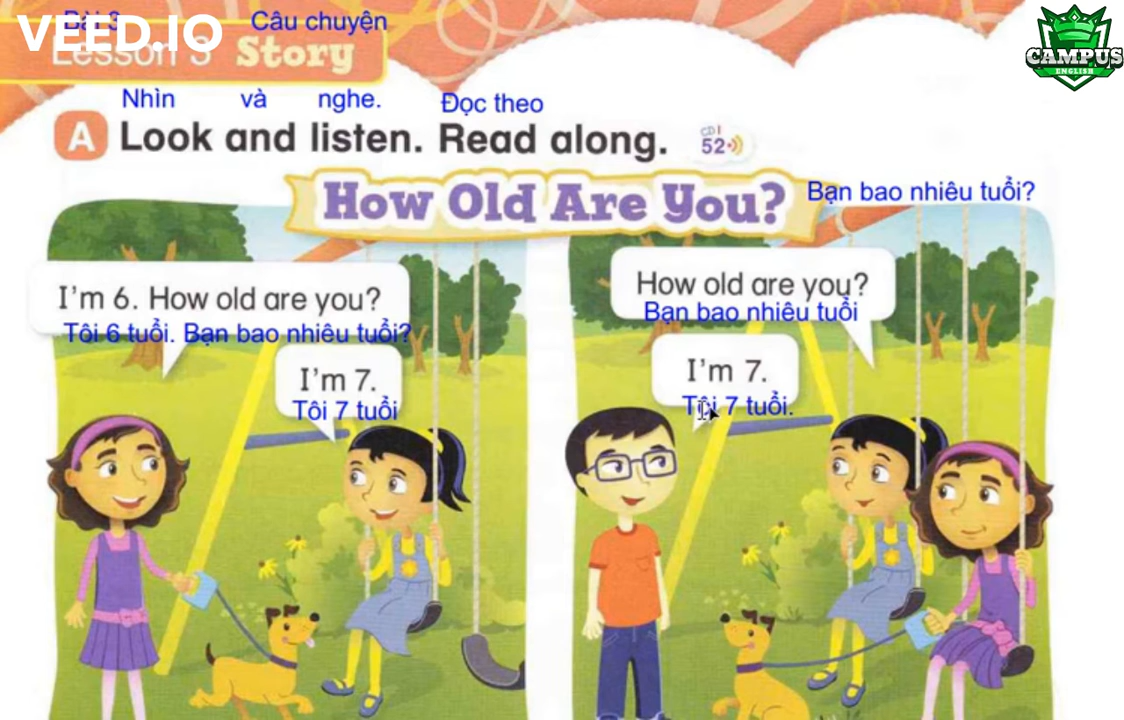 Bài 3 Câu chuyện
VEED.IO
Lesson 3 Story
CAMPUS
ENGLISH
Nhìn và nghe. Đọc theo
A Look and listen. Read along. CD1 52
How Old Are You? Bạn bao nhiêu tuổi?
I'm 6. How old are you?
Tôi 6 tuổi. Bạn bao nhiêu tuổi?
I'm 7.
Tôi 7 tuổi
How old are you?
Bạn bao nhiêu tuổi
I'm 7.
Tôi 7 tuổi.